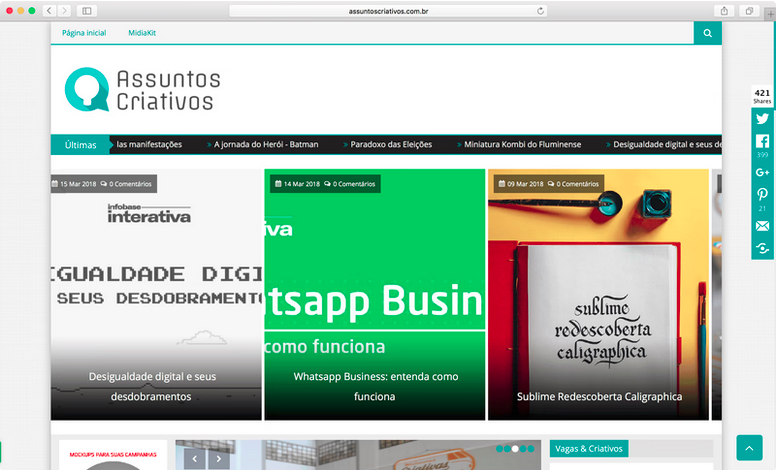 assuntoscriativos.com.br
Página inicial MidiaKit
Assuntos
Criativos
Últimas las manifestações » A jornada do Herói - Batman » Paradoxo das Eleições » Miniatura Kombi do Fluminense » Desigualdade digital e seus de
421
Shares
399
G+
21
15 Mar 2018 0 Comentários
infobase
interativa
IGUALDADE DIGI
SEUS DESDOBRAMENTO
Desigualdade digital e seus
desdobramentos
14 Mar 2018 0 Comentários
iva
tsapp Busin
como funciona
Whatsapp Business: entenda como
funciona
09 Mar 2018 0 Comentários
sublime
redescoberta
caligraphica
Sublime Redescoberta Caligraphica
MOCKUPS PARA SUAS CAMPANHAS
Criativos
Vagas & Criativos